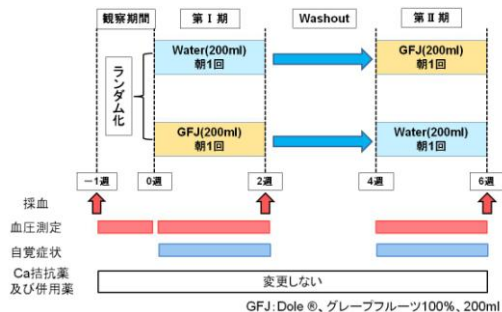 観察期間
第Ⅰ期
Washout
第Ⅱ期
ランダム化
Water(200ml)
朝1回
GFJ(200ml)
朝1回
GFJ(200ml)
朝1回
Water(200ml)
朝1回
－1週
0週
2週
4週
6週
採血
血圧測定
自覚症状
Ca拮抗薬
及び併用薬
変更しない
GFJ：Dole ®、グレープフルーツ100%、200ml